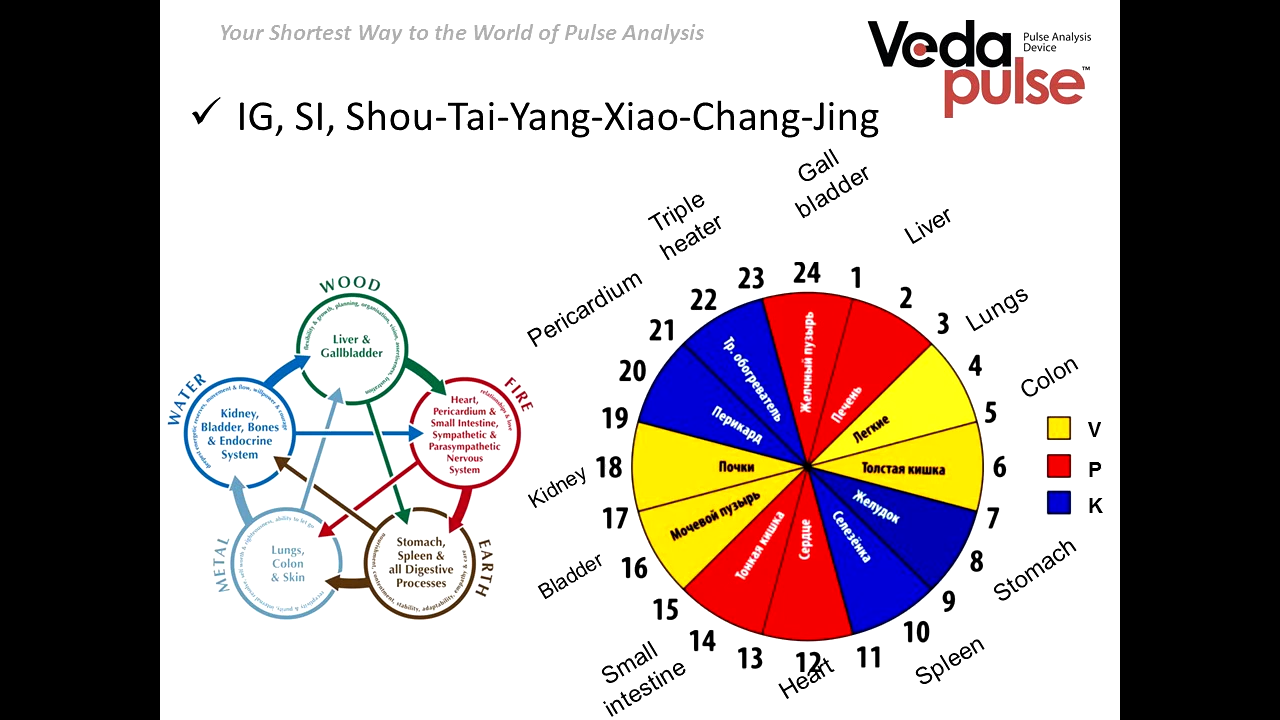 Your Shortest Way to the World of Pulse Analysis
Veda
pulse™
Pulse Analysis
Device
✓ IG, SI, Shou-Tai-Yang-Xiao-Chang-Jing
WOOD
Liver &
Gallbladder
FIRE
Heart,
Pericardium &
Small Intestine,
Sympathetic &
Parasympathetic
Nervous
System
relationships & love
EARTH
Stomach,
Spleen &
all Digestive
Processes
METAL
Lungs,
Colon
& Skin
WATER
Kidney,
Bladder, Bones
& Endocrine
System
Gall
bladder
Liver
Lungs
Colon
Stomach
Spleen
Heart
Small
intestine
Bladder
Kidney
Pericardium
Triple
heater
24
1
2
3
4
5
6
7
8
9
10
11
12
13
14
15
16
17
18
19
20
21
22
23
Желчный пузырь
Печень
Легкие
Толстая кишка
Желудок
Селезёнка
Сердце
Тонкая кишка
Мочевой пузырь
Почки
Перикард
Тр. обогреватель
V
P
K